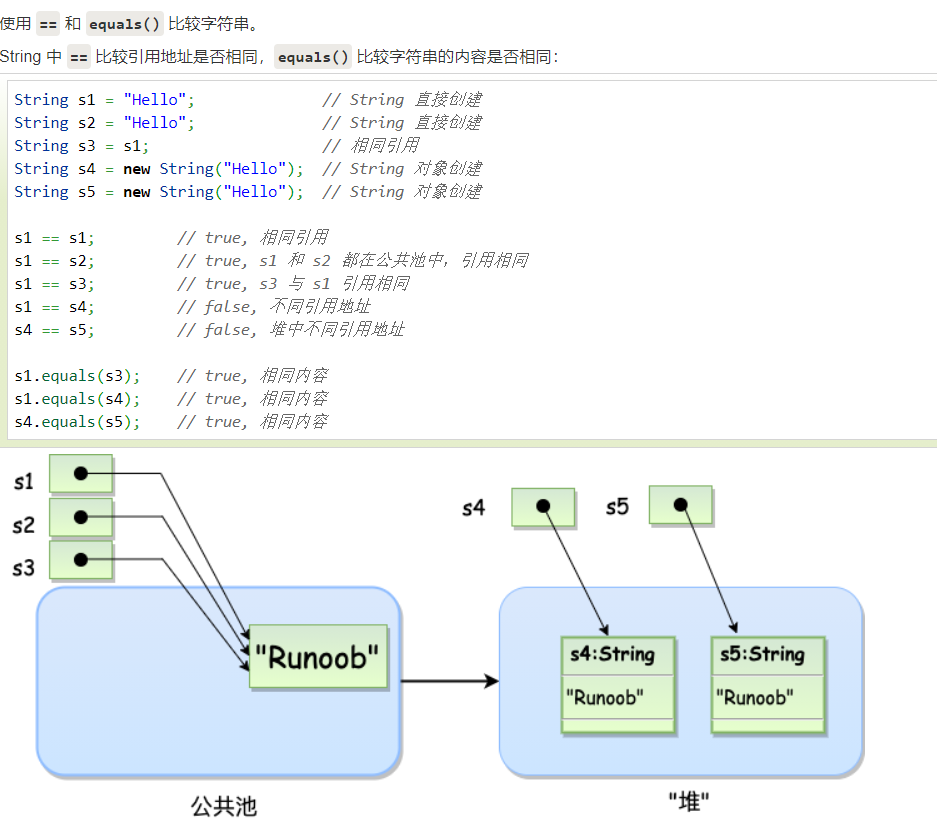 使用 == 和 equals() 比较字符串。
String 中 == 比较引用地址是否相同，equals() 比较字符串的内容是否相同：
String s1 = "Hello";              // String 直接创建
String s2 = "Hello";              // String 直接创建
String s3 = s1;                   // 相同引用
String s4 = new String("Hello");  // String 对象创建
String s5 = new String("Hello");  // String 对象创建
s1 == s1;         // true, 相同引用
s1 == s2;         // true, s1 和 s2 都在公共池中，引用相同
s1 == s3;         // true, s3 与 s1 引用相同
s1 == s4;         // false, 不同引用地址
s4 == s5;         // false, 堆中不同引用地址
s1.equals(s3);    // true, 相同内容
s1.equals(s4);    // true, 相同内容
s4.equals(s5);    // true, 相同内容
s1
s2
s3
"Runoob"
公共池
s4
s5
s4:String
"Runoob"
s5:String
"Runoob"
"堆"